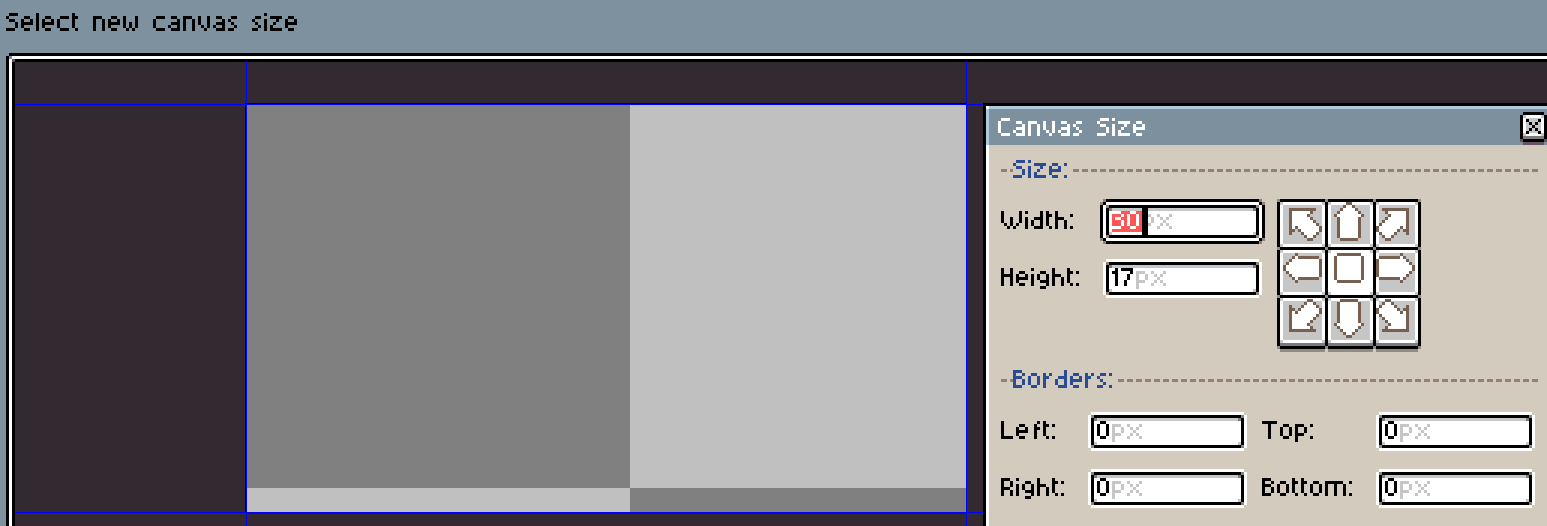 Select new canvas size
Canvas Size
Size:
Width: 30px
Height: 17px
Borders:
Left: 0px Top: 0px
Right: 0px Bottom: 0px